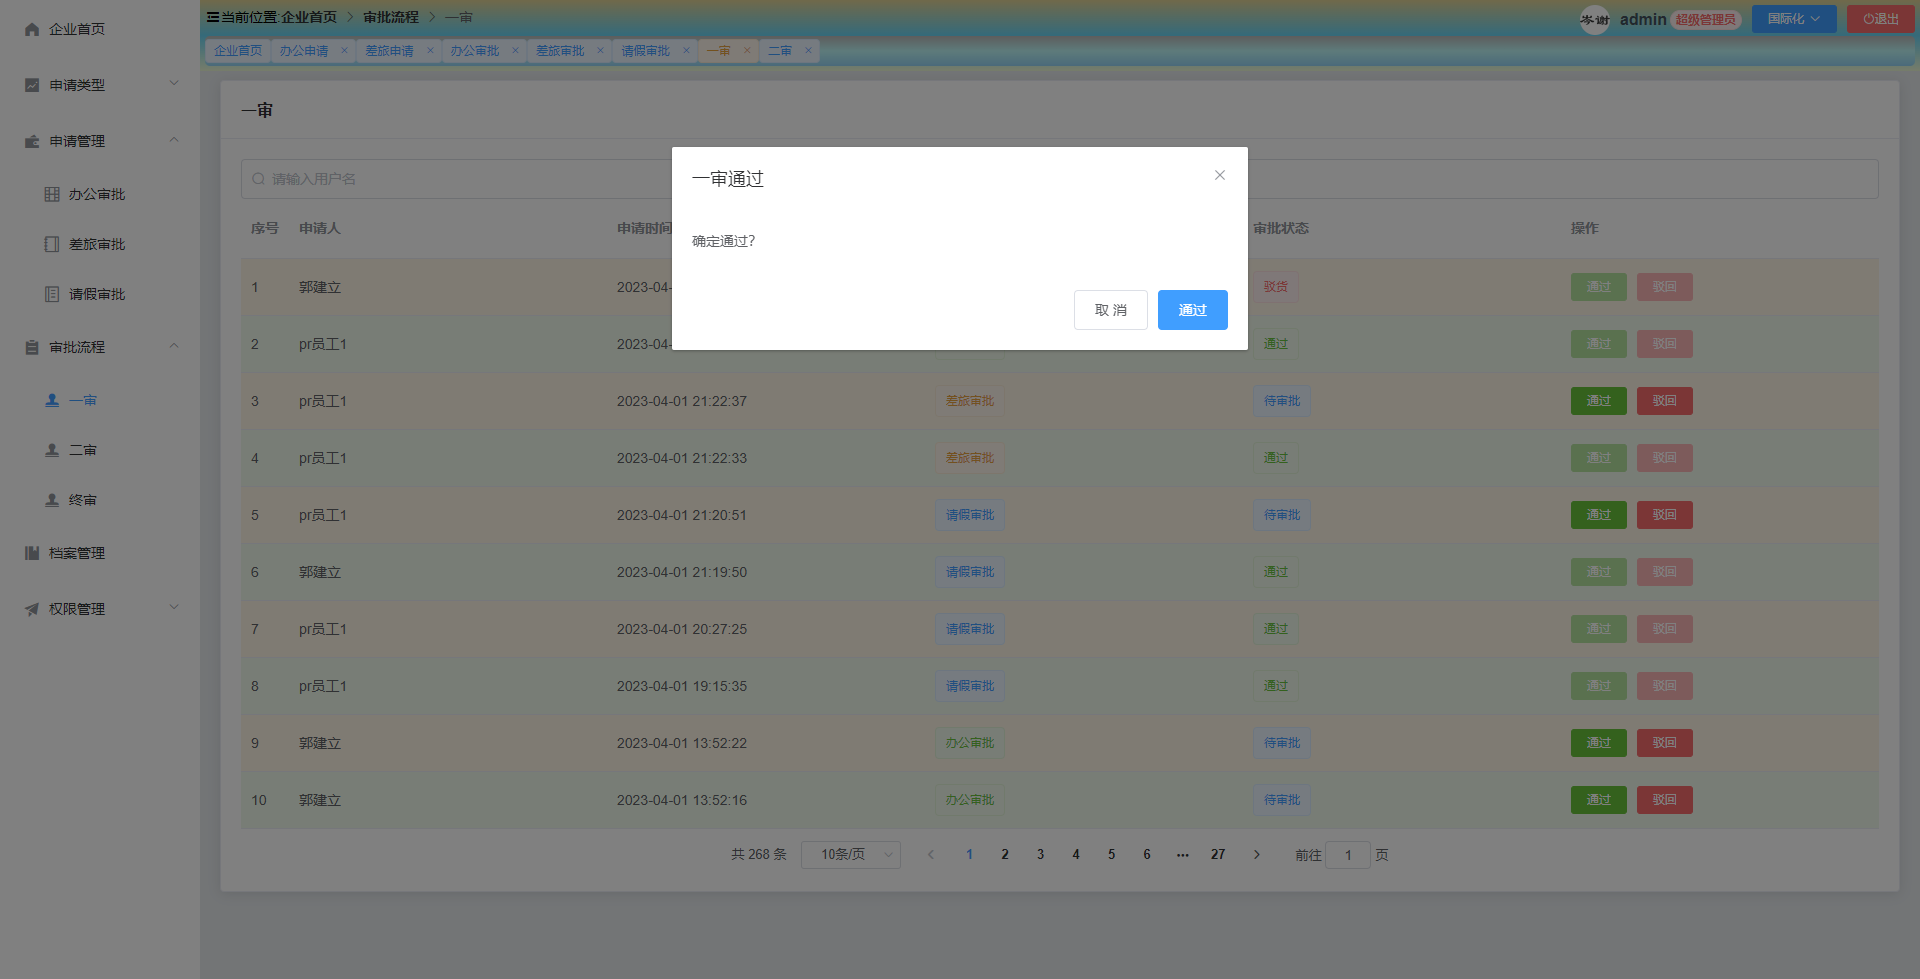 企业首页
申请类型
申请管理
办公审批
差旅审批
请假审批
审批流程
一审
二审
终审
档案管理
权限管理
当前位置:企业首页 > 审批流程 > 一审
岑谢 admin 超级管理员 国际化 退出
企业首页 办公申请 × 差旅申请 × 办公审批 × 差旅审批 × 请假审批 × 一审 × 二审 ×
一审
请输入用户名
一审通过
确定通过?
取 消 通过
序号 申请人 申请时间 审批状态 操作
1 郭建立 2023-04- 驳货 通过 驳回
2 pr员工1 2023-04- 通过 通过 驳回
3 pr员工1 2023-04-01 21:22:37 差旅审批 待审批 通过 驳回
4 pr员工1 2023-04-01 21:22:33 差旅审批 通过 通过 驳回
5 pr员工1 2023-04-01 21:20:51 请假审批 待审批 通过 驳回
6 郭建立 2023-04-01 21:19:50 请假审批 通过 通过 驳回
7 pr员工1 2023-04-01 20:27:25 请假审批 通过 通过 驳回
8 pr员工1 2023-04-01 19:15:35 请假审批 通过 通过 驳回
9 郭建立 2023-04-01 13:52:22 办公审批 待审批 通过 驳回
10 郭建立 2023-04-01 13:52:16 办公审批 待审批 通过 驳回
共 268 条 10条/页 < 1 2 3 4 5 6 ••• 27 > 前往 1 页